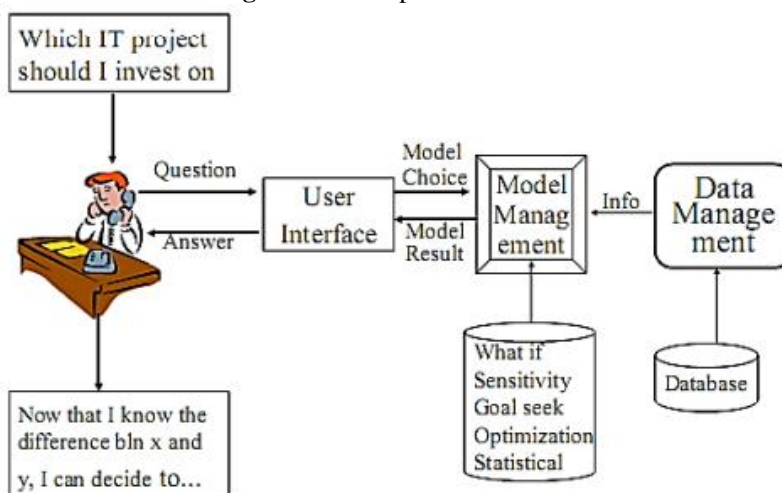 Which IT project
should I invest on
Question
Answer
User
Interface
Model
Choice
Model
Result
Model
Manag
ement
Info
Data
Manage
ment
What if
Sensitivity
Goal seek
Optimization
Statistical
Database
Now that I know the
difference bln x and
y, I can decide to...